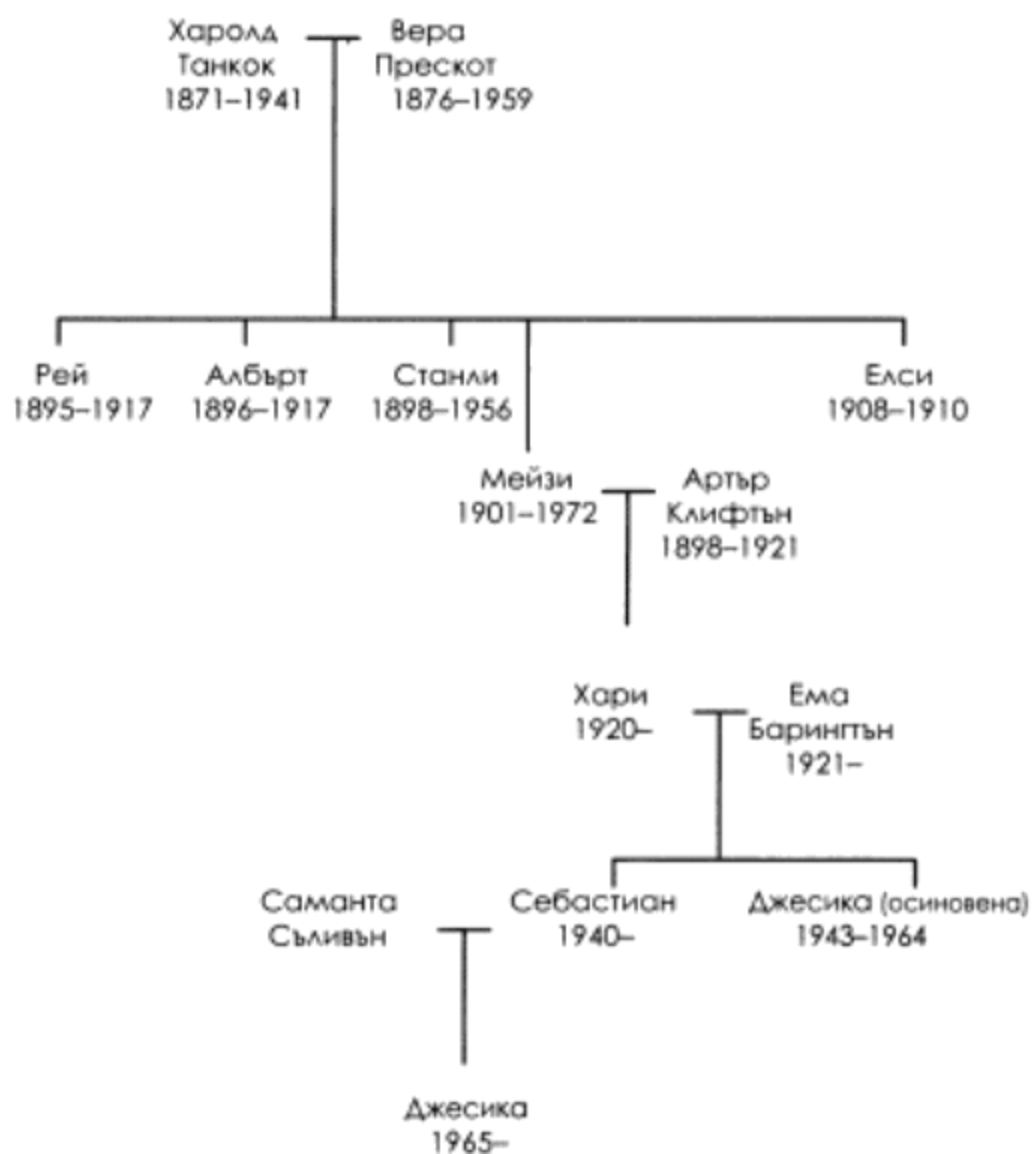 Харолд
Танкок
1871–1941
Вера
Прескот
1876–1959
Рей
1895–1917
Албърт
1896–1917
Станли
1898–1956
Елси
1908–1910
Мейзи
1901–1972
Артър
Клифтън
1898–1921
Хари
1920–
Ема
Барингтън
1921–
Саманта
Съливън
Себастиан
1940–
Джесика (осиновена)
1943–1964
Джесика
1965–